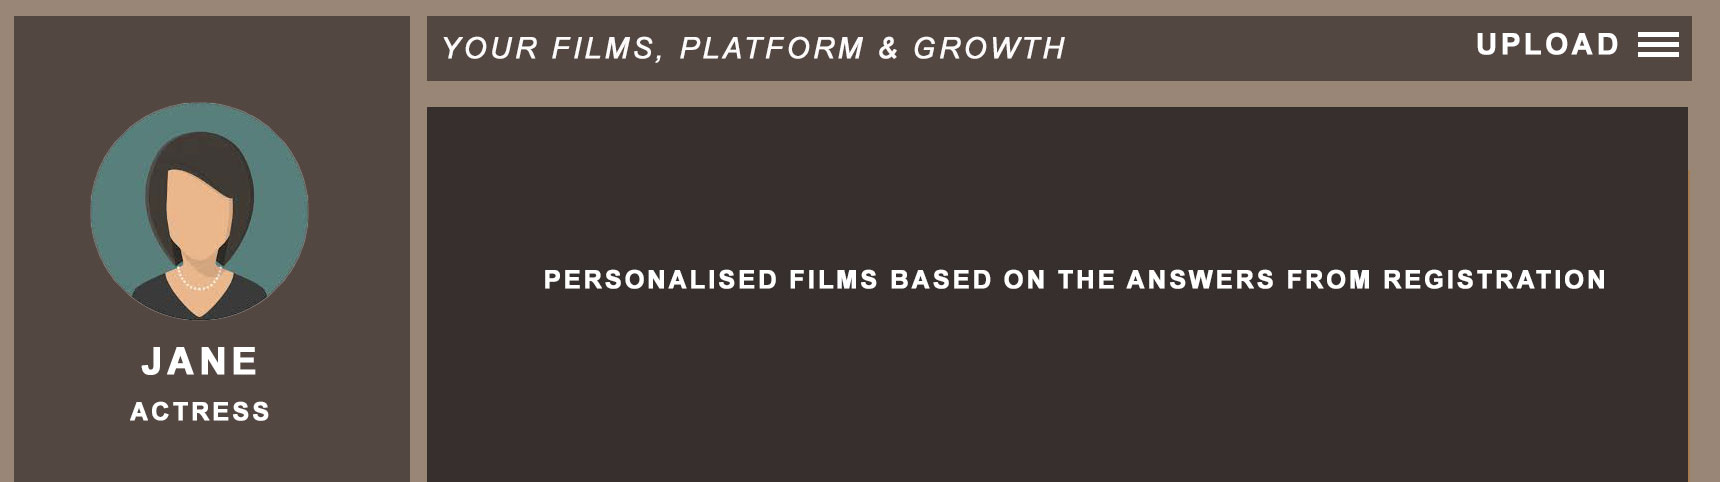 YOUR FILMS, PLATFORM & GROWTH
UPLOAD
JANE
ACTRESS
PERSONALISED FILMS BASED ON THE ANSWERS FROM REGISTRATION